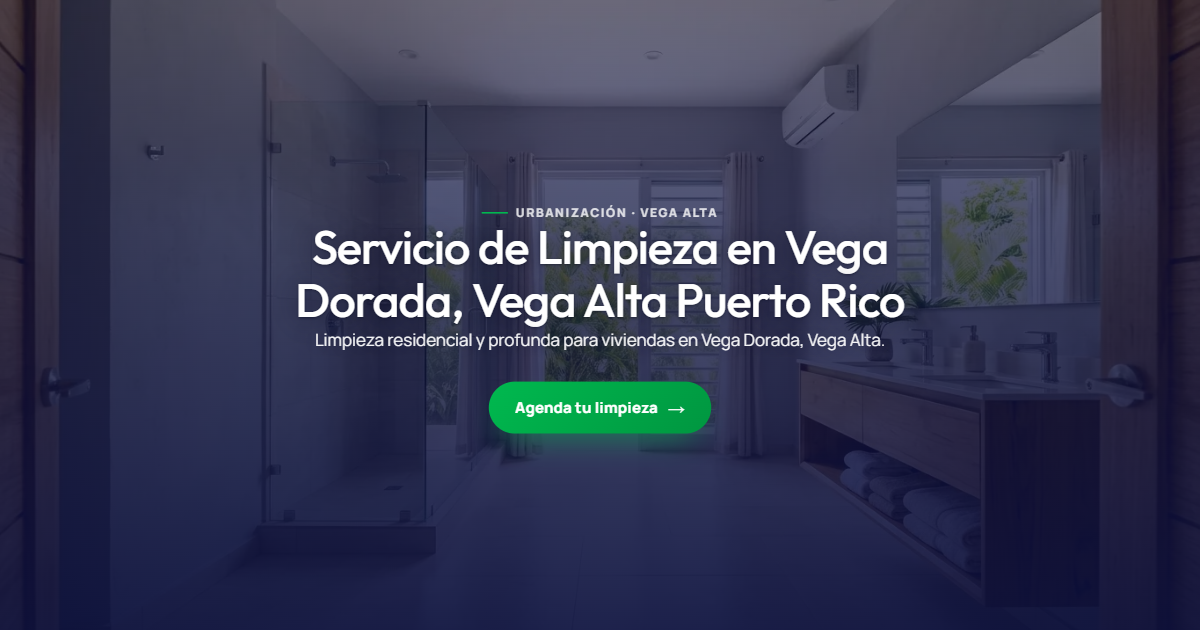 URBANIZACIÓN · VEGA ALTA
Servicio de Limpieza en Vega
Dorada, Vega Alta Puerto Rico
Limpieza residencial y profunda para viviendas en Vega Dorada, Vega Alta.
Agenda tu limpieza →